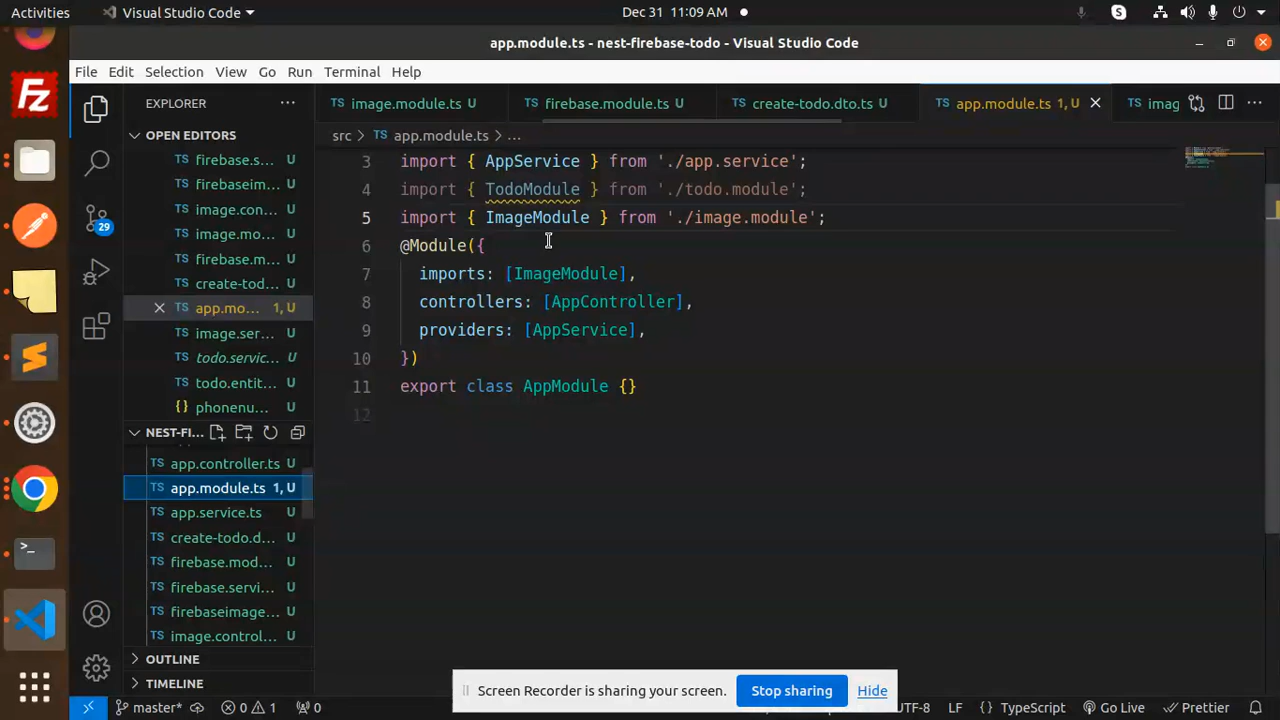 Activities
Visual Studio Code
Dec 31 11:09 AM
app.module.ts - nest-firebase-todo - Visual Studio Code
File Edit Selection View Go Run Terminal Help
EXPLORER
image.module.ts U
firebase.module.ts U
create-todo.dto.ts U
app.module.ts 1, U
imag
OPEN EDITORS
src > TS app.module.ts > ...
TS firebase.s... U
TS firebaseim... U
TS image.con... U
TS image.mo... U
TS firebase.m... U
TS create-tod... U
TS app.mo... 1, U
TS image.ser... U
TS todo.servic... U
TS todo.entit... U
{} phonenu... U
3 import { AppService } from './app.service';
4 import { TodoModule } from './todo.module';
5 import { ImageModule } from './image.module';
6 @Module({
7 imports: [ImageModule],
8 controllers: [AppController],
9 providers: [AppService],
10 })
11 export class AppModule {}
12
NEST-FI...
TS app.controller.ts U
TS app.module.ts 1, U
TS app.service.ts U
TS create-todo.d... U
TS firebase.mod... U
TS firebase.servi... U
TS firebaseimage... U
TS image.control... U
OUTLINE
TIMELINE
29
Fz
Screen Recorder is sharing your screen. Stop sharing Hide
master* 0 1 0 UTF-8 LF TypeScript Go Live Prettier